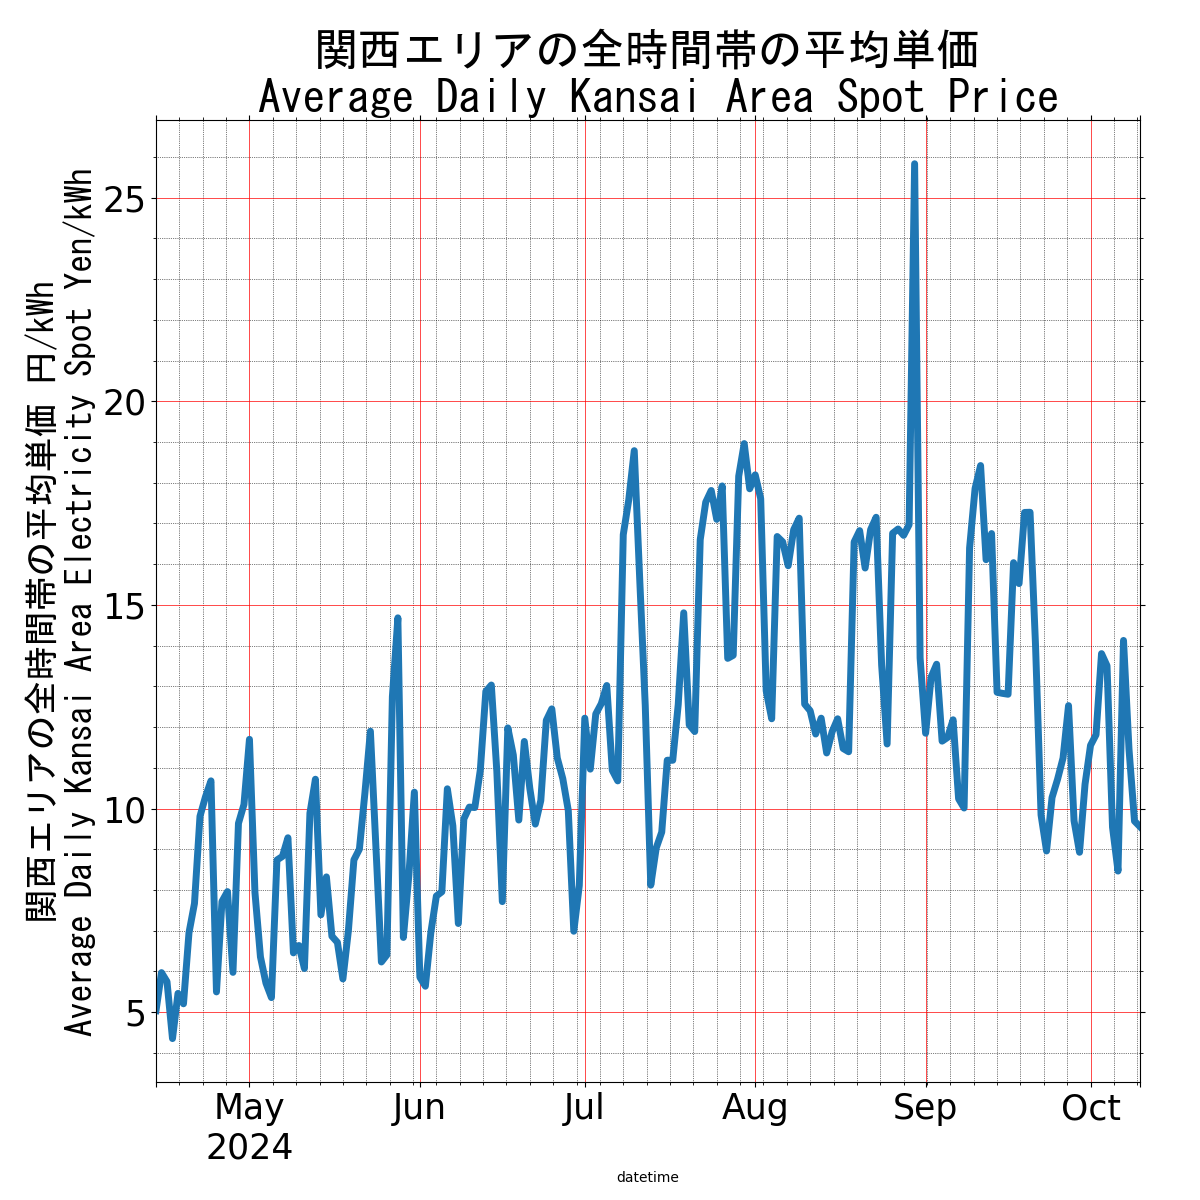 関西エリアの全時間帯の平均単価
Average Daily Kansai Area Spot Price
関西エリアの全時間帯の平均単価 円/kWh
Average Daily Kansai Area Electricity Spot Yen/kWh
25
20
15
10
5
May
2024
Jun
Jul
Aug
Sep
Oct
datetime